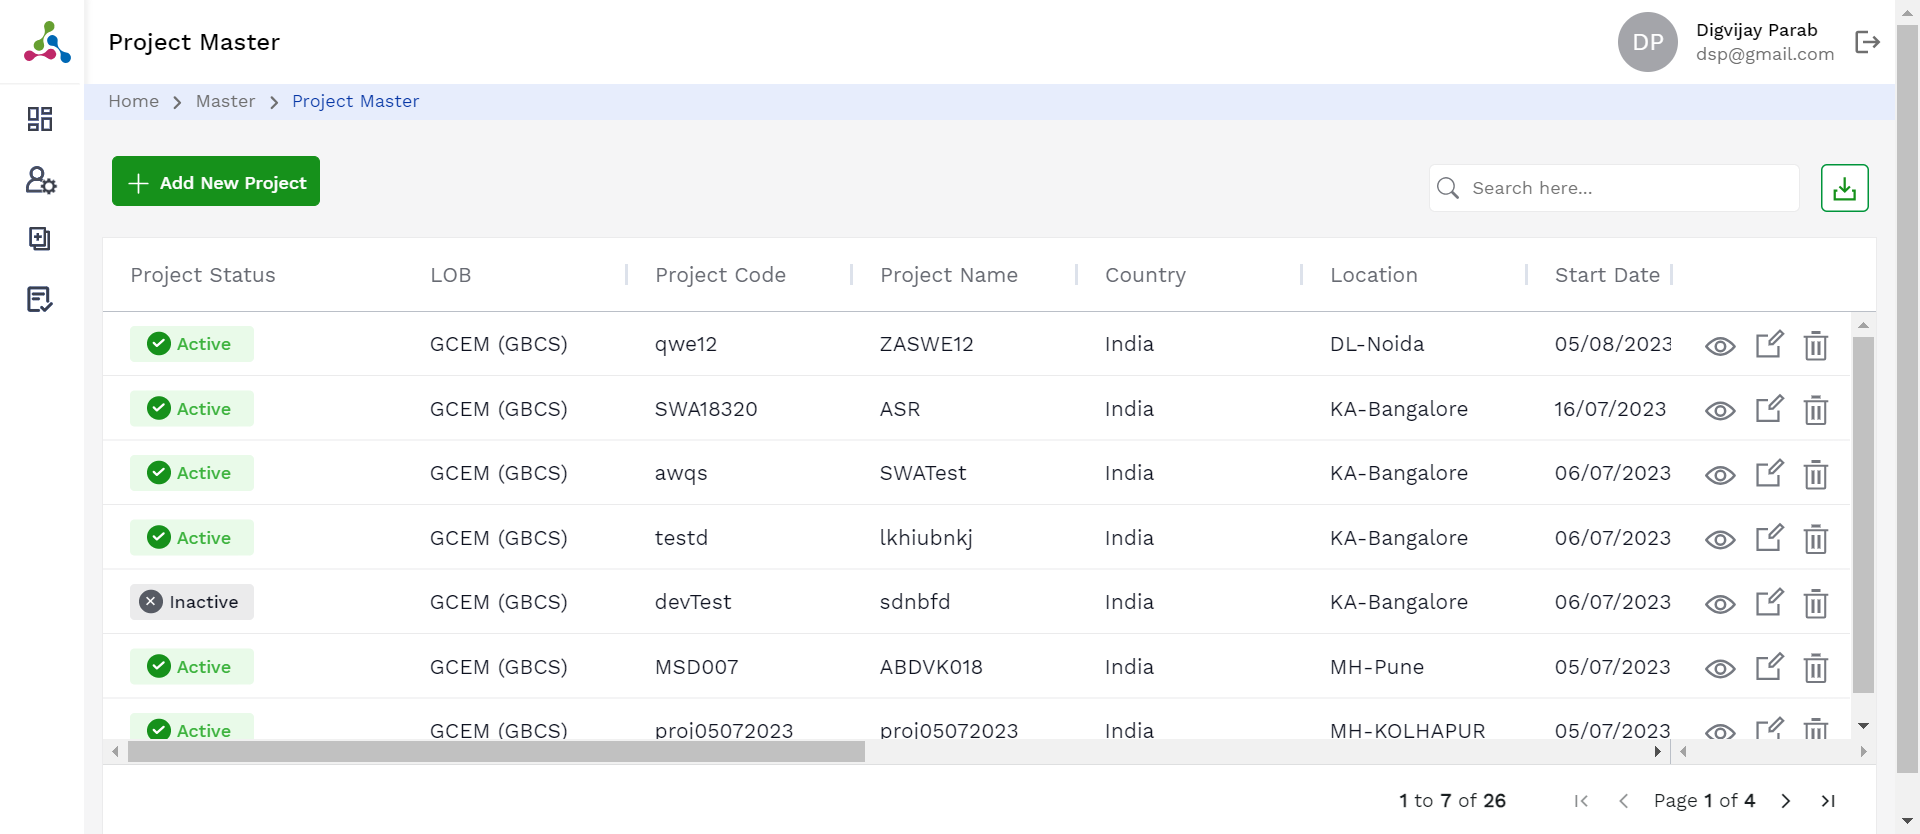 Project Master
DP
Digvijay Parab
dsp@gmail.com
Home > Master > Project Master
Add New Project
Search here...
Project Status LOB Project Code Project Name Country Location Start Date
Active GCEM (GBCS) qwe12 ZASWE12 India DL-Noida 05/08/2023
Active GCEM (GBCS) SWA18320 ASR India KA-Bangalore 16/07/2023
Active GCEM (GBCS) awqs SWATest India KA-Bangalore 06/07/2023
Active GCEM (GBCS) testd lkhiubnkj India KA-Bangalore 06/07/2023
Inactive GCEM (GBCS) devTest sdnbfd India KA-Bangalore 06/07/2023
Active GCEM (GBCS) MSD007 ABDVK018 India MH-Pune 05/07/2023
Active GCEM (GBCS) proj05072023 proj05072023 India MH-KOLHAPUR 05/07/2023
1 to 7 of 26 Page 1 of 4